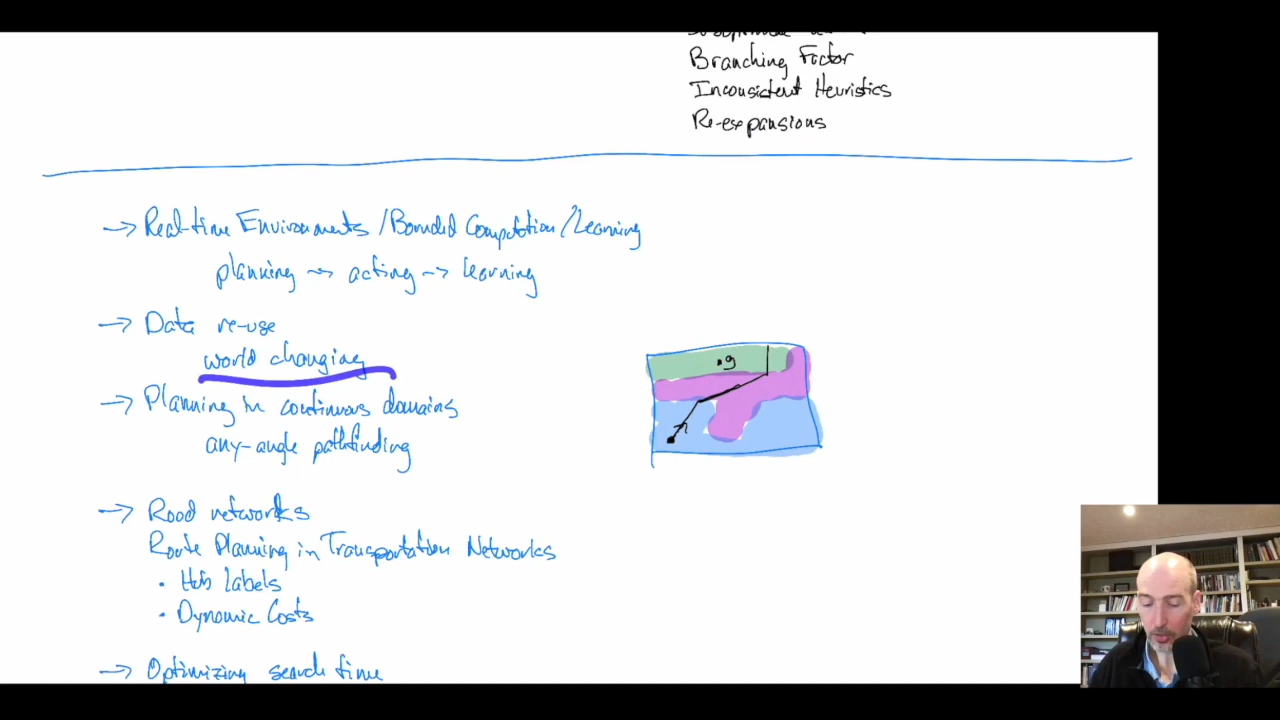 Branching Factor
Inconsistent Heuristics
Re-expansions
→ Real-time Environments / Bounded Computation / Learning
planning → acting → learning
→ Data re-use
world changing
→ Planning in continuous domains
any-angle pathfinding
.g
→ Road networks
Route Planning in Transportation Networks
• Hub labels
• Dynamic Costs
→ Optimizing search time